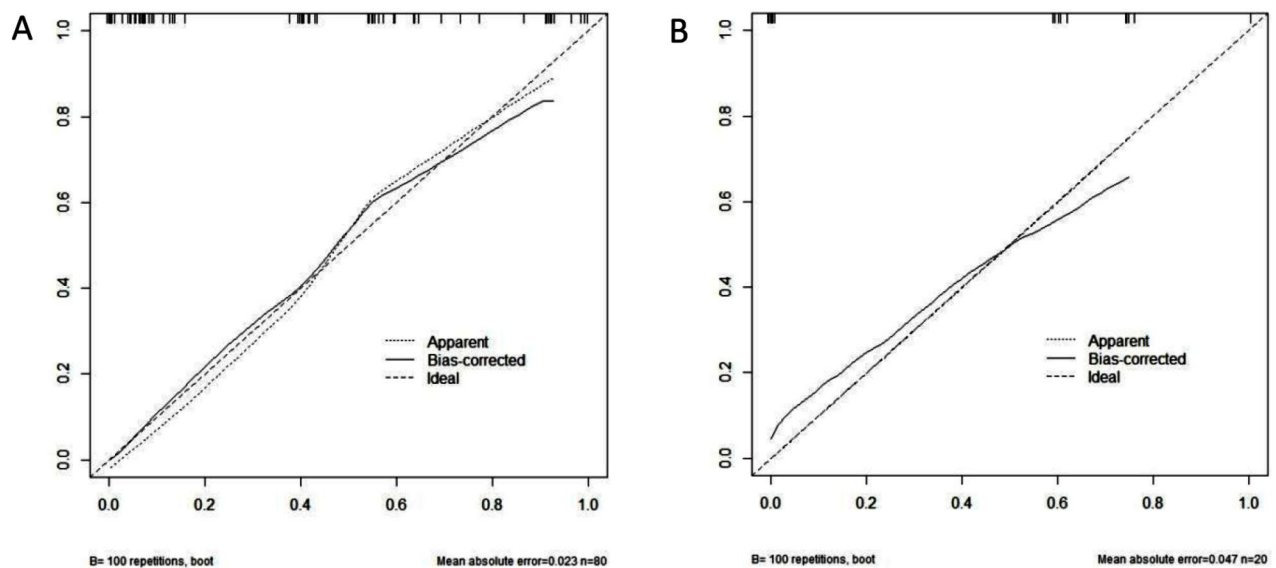 A
1.0
0.8
0.6
0.4
0.2
0.0
Apparent
Bias-corrected
Ideal
0.0 0.2 0.4 0.6 0.8 1.0
B= 100 repetitions, boot Mean absolute error=0.023 n=80
B
1.0
0.8
0.6
0.4
0.2
0.0
Apparent
Bias-corrected
Ideal
0.0 0.2 0.4 0.6 0.8 1.0
B= 100 repetitions, boot Mean absolute error=0.047 n=20